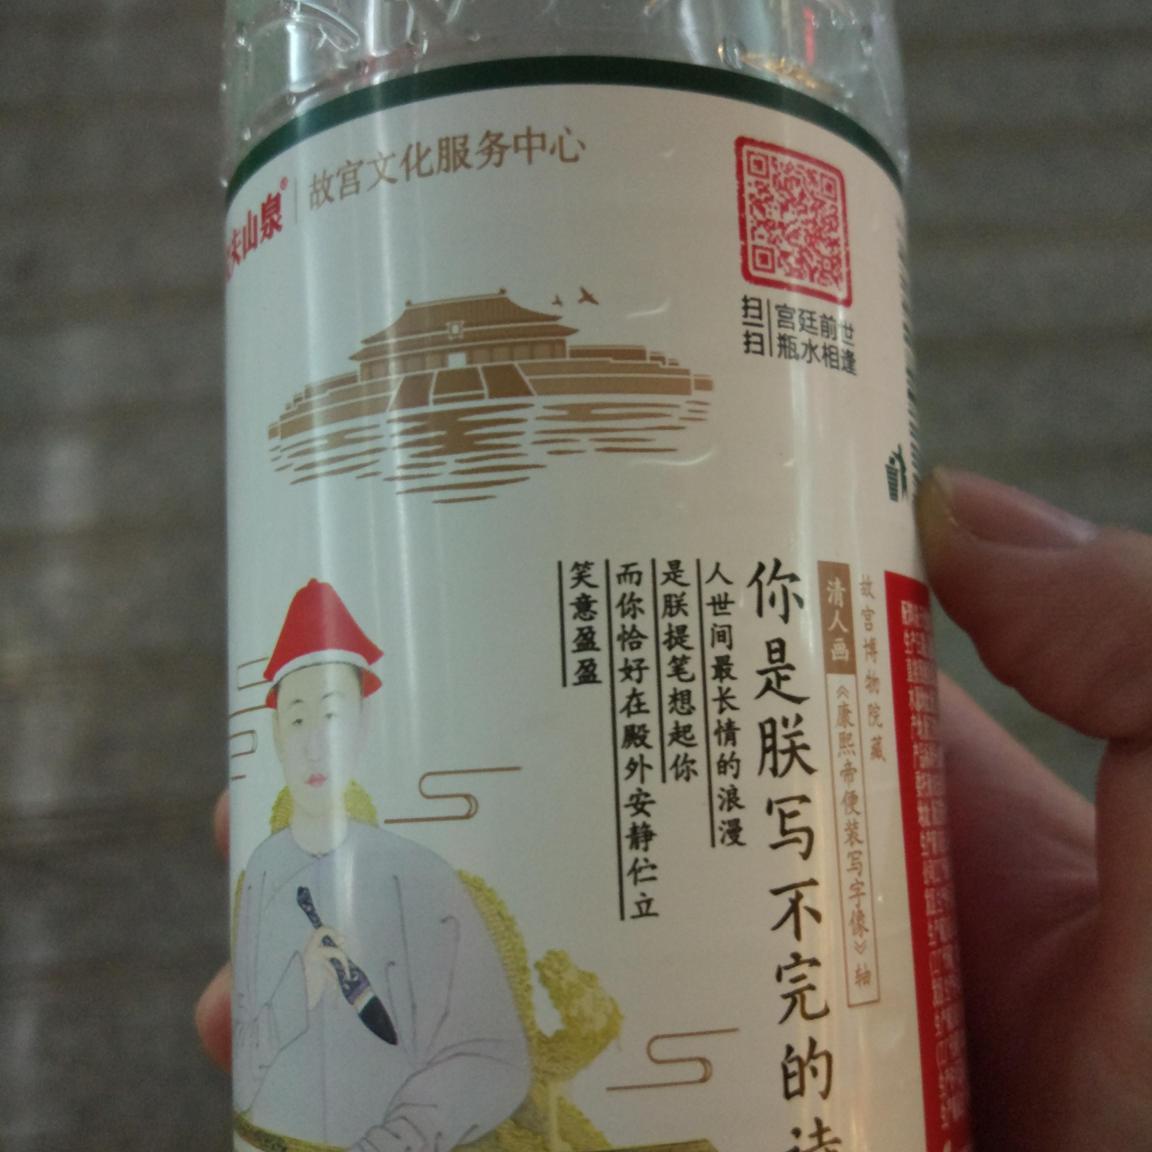 夫山泉®
故宫文化服务中心
扫一扫
宫廷前世
瓶水相逢
故宫博物院藏
清人画
《康熙帝便装写字像》轴
你是朕写不完的诗
人世间最长情的浪漫
是朕提笔想起你
而你恰好在殿外安静伫立
笑意盈盈